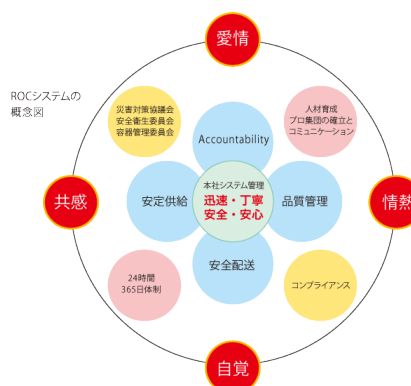 愛情
ROCシステムの
概念図
災害対策協議会
安全衛生委員会
容器管理委員会
人材育成
プロ集団の確立と
コミュニケーション
Accountability
共感
安定供給
本社システム管理
迅速・丁寧
安全・安心
品質管理
情熱
安全配送
24時間
365日体制
コンプライアンス
自覚